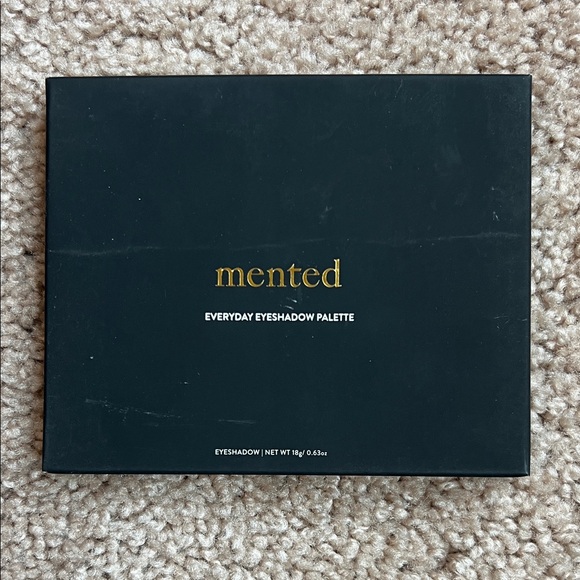 mented
EVERYDAY EYESHADOW PALETTE
EYESHADOW | NET WT 18g/ 0.63oz